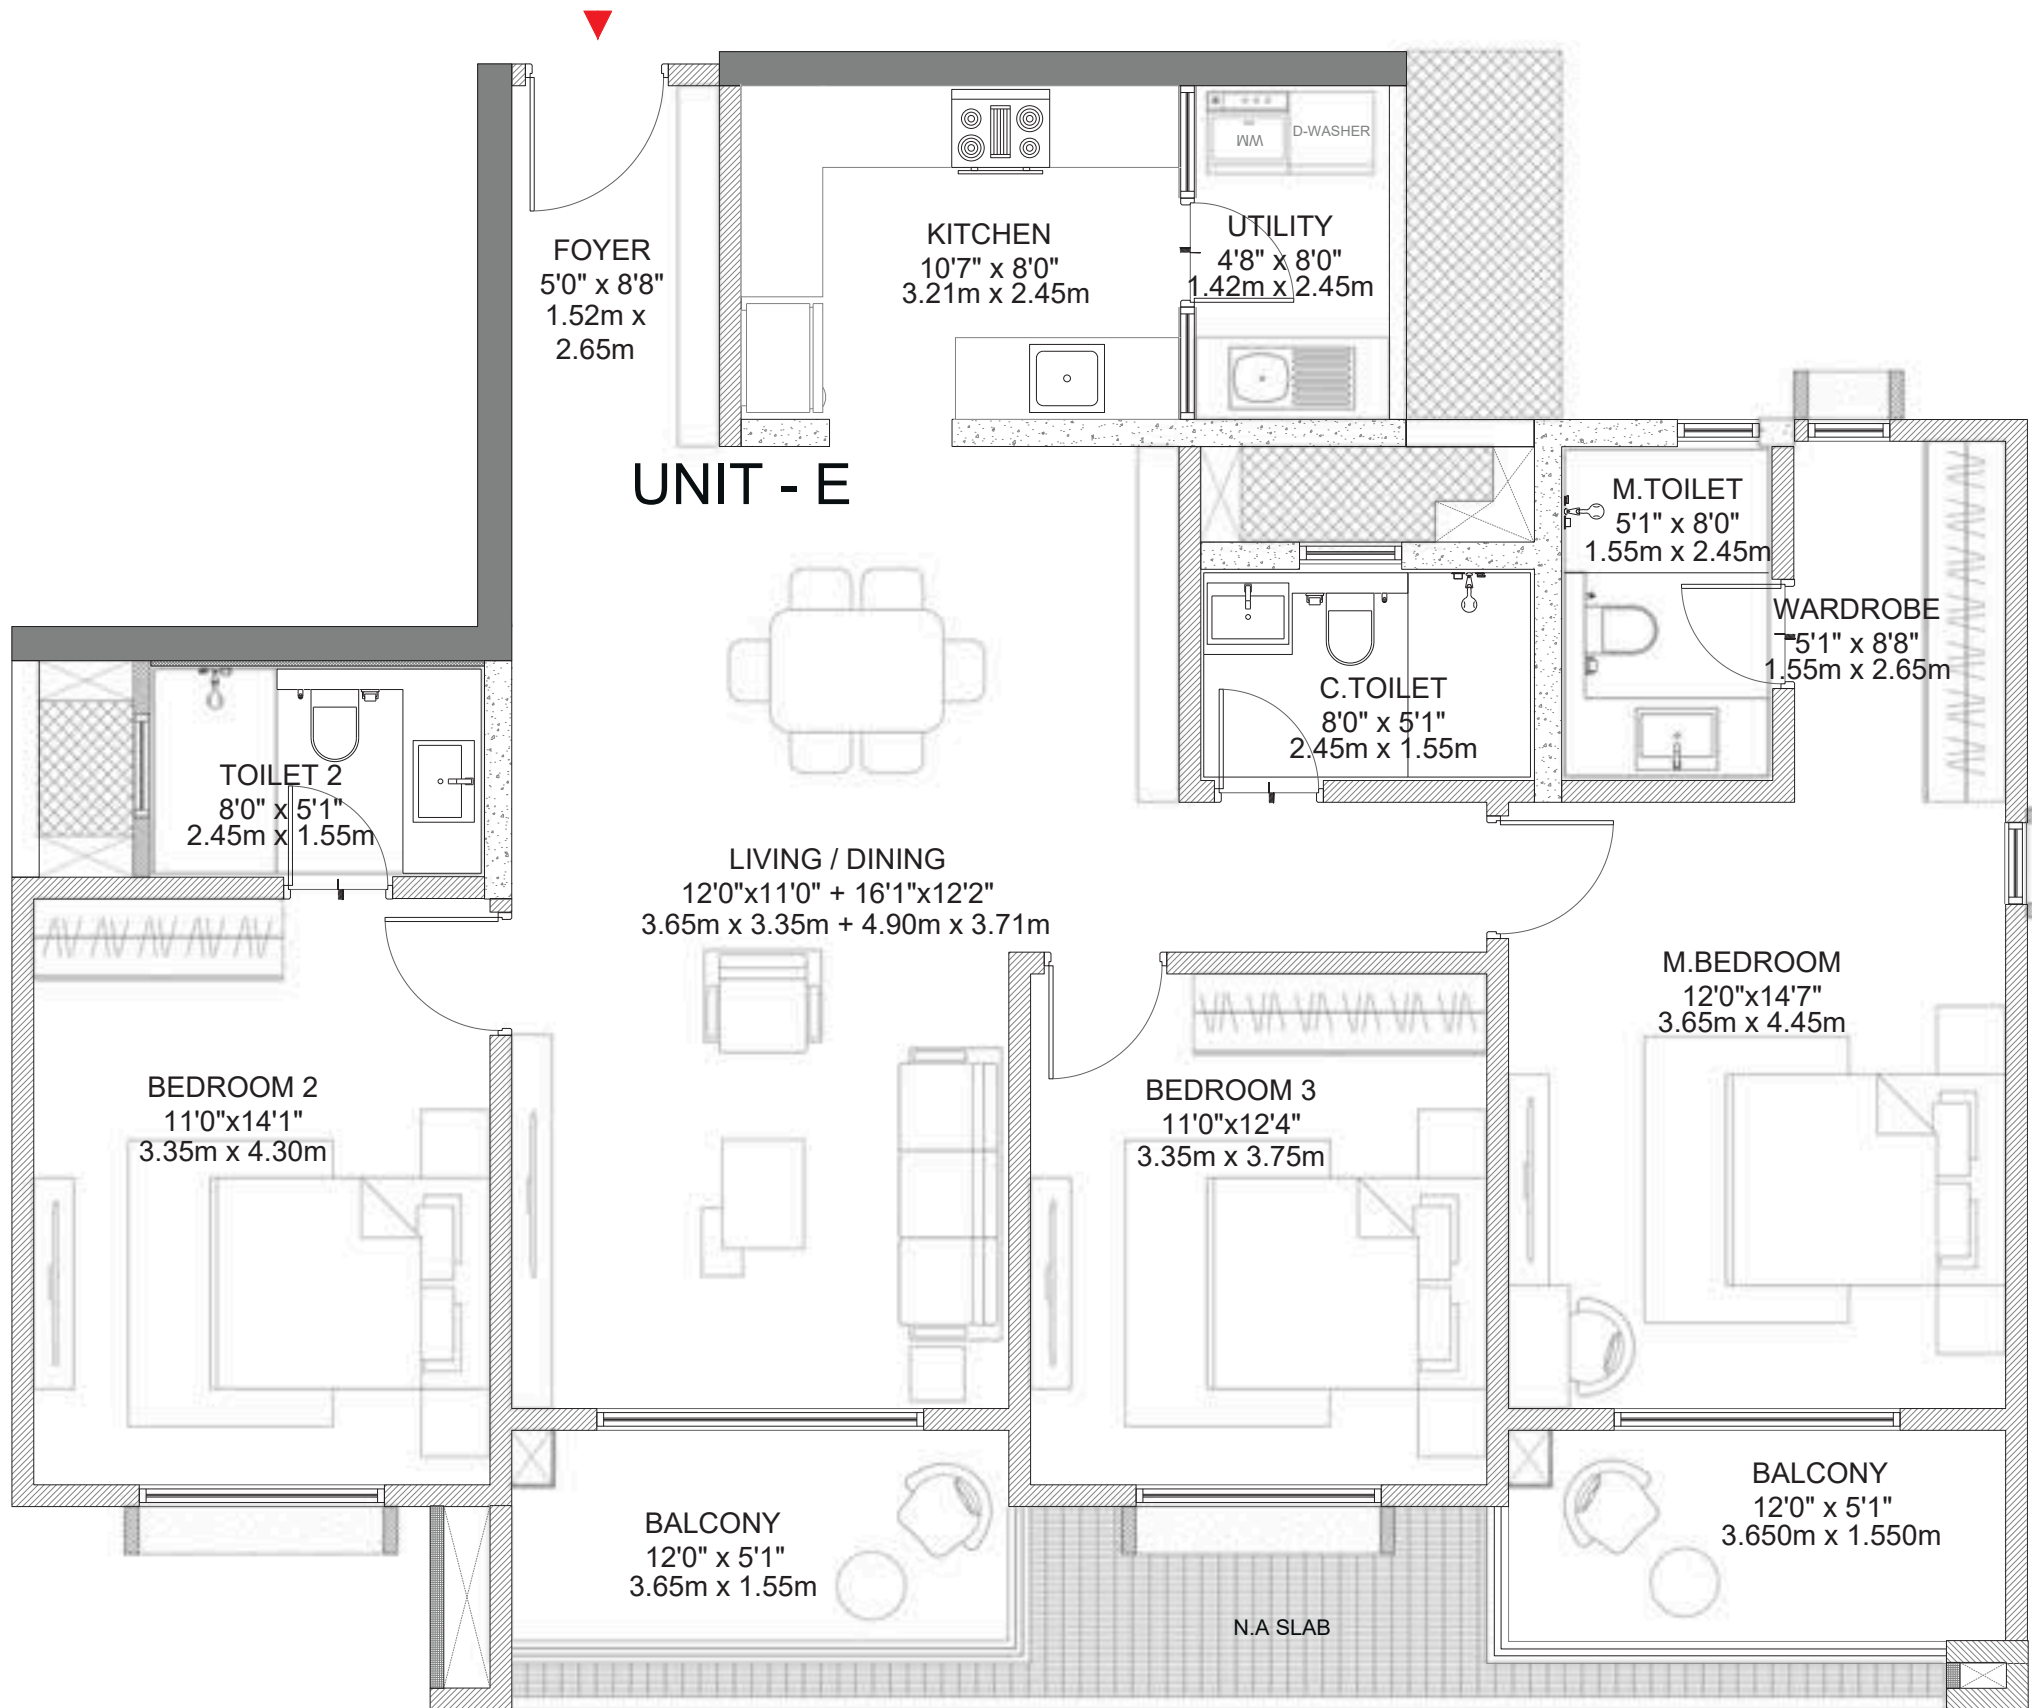 FOYER
5'0" x 8'8"
1.52m x
2.65m
KITCHEN
10'7" x 8'0"
3.21m x 2.45m
WM
D-WASHER
UTILITY
4'8" x 8'0"
1.42m x 2.45m
UNIT - E
M.TOILET
5'1" x 8'0"
1.55m x 2.45m
WARDROBE
5'1" x 8'8"
1.55m x 2.65m
C.TOILET
8'0" x 5'1"
2.45m x 1.55m
TOILET 2
8'0" x 5'1"
2.45m x 1.55m
LIVING / DINING
12'0"x11'0" + 16'1"x12'2"
3.65m x 3.35m + 4.90m x 3.71m
M.BEDROOM
12'0"x14'7"
3.65m x 4.45m
BEDROOM 2
11'0"x14'1"
3.35m x 4.30m
BEDROOM 3
11'0"x12'4"
3.35m x 3.75m
BALCONY
12'0" x 5'1"
3.65m x 1.55m
BALCONY
12'0" x 5'1"
3.650m x 1.550m
N.A SLAB